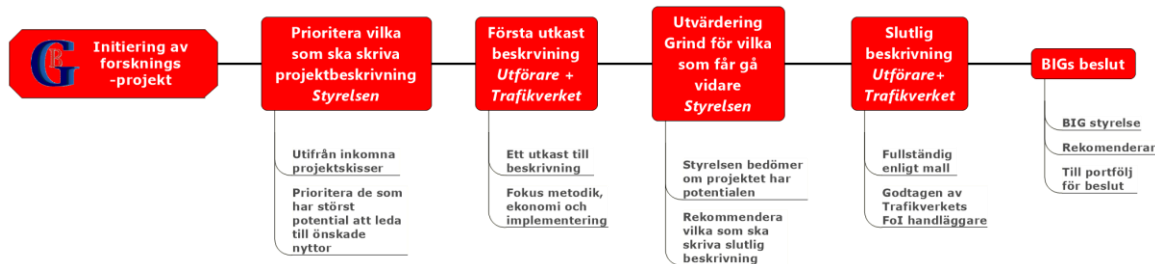 G
B
Initiering av
forsknings
-projekt
Prioritera vilka
som ska skriva
projektbeskrivning
Styrelsen
Utifrån inkomna
projektskisser
Prioritera de som
har störst
potential att leda
till önskade
nyttor
Första utkast
beskrvining
Utförare +
Trafikverket
Ett utkast till
beskrivning
Fokus metodik,
ekonomi och
implementering
Utvärdering
Grind för vilka
som får gå
vidare
Styrelsen
Styrelsen bedömer
om projektet har
potentialen
Rekommendera
vilka som ska
skriva slutlig
beskrivning
Slutlig
beskrivning
Utförare+
Trafikverket
Fullständig
enligt mall
Godtagen av
Trafikverkets
FoI handläggare
BIGs beslut
BIG styrelse
Rekomenderar
Till portfölj
för beslut